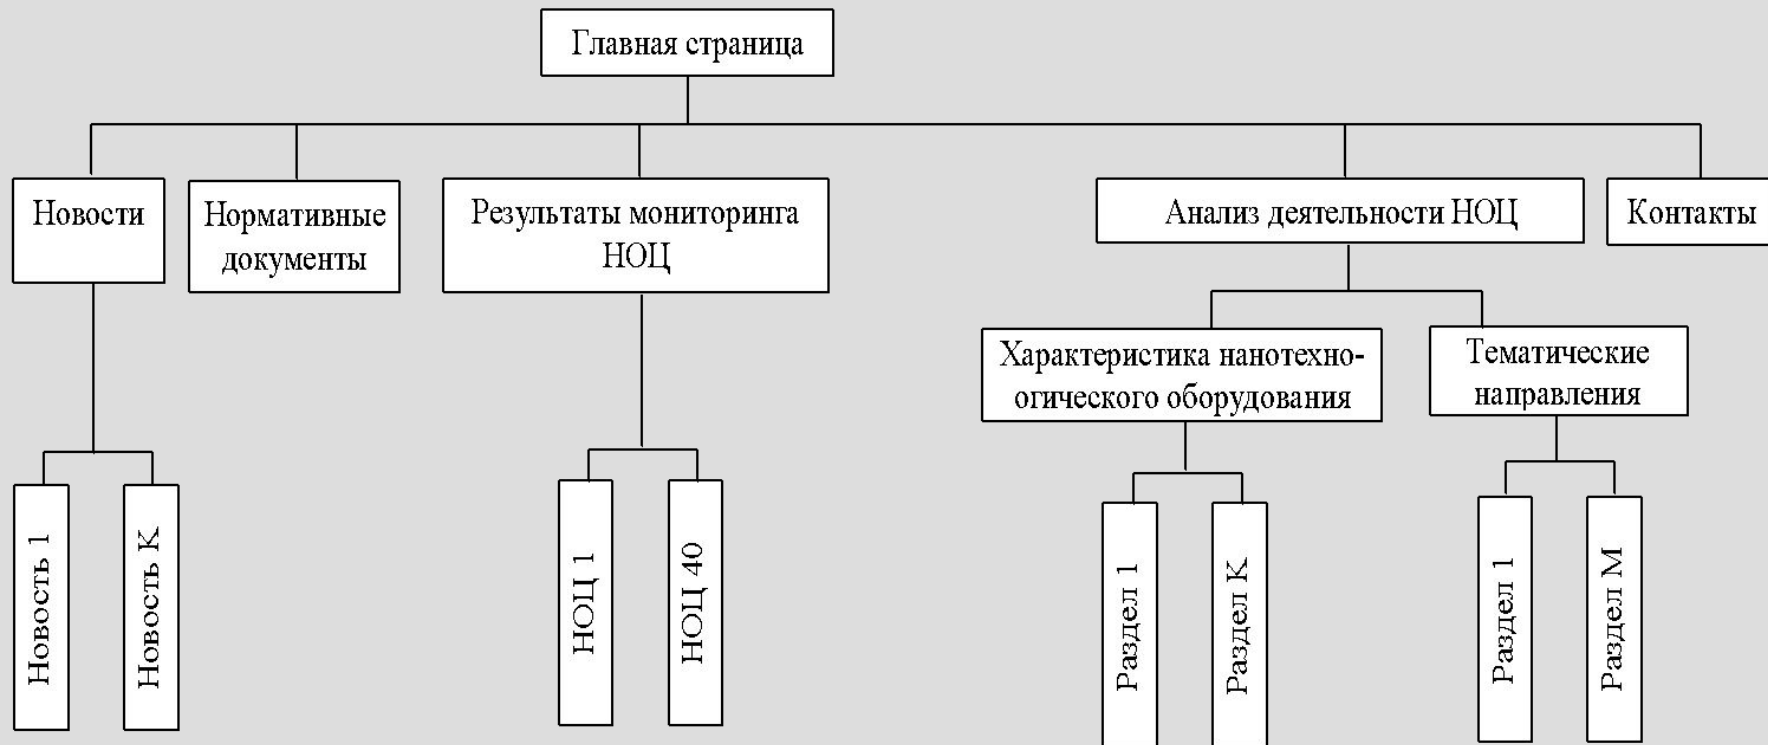 Главная страница
Новости
Нормативные
документы
Результаты мониторинга
НОЦ
Анализ деятельности НОЦ
Контакты
Характеристика нанотехно-
огического оборудования
Тематические
направления
Новость 1
Новость К
НОЦ 1
НОЦ 40
Раздел 1
Раздел К
Раздел 1
Раздел М